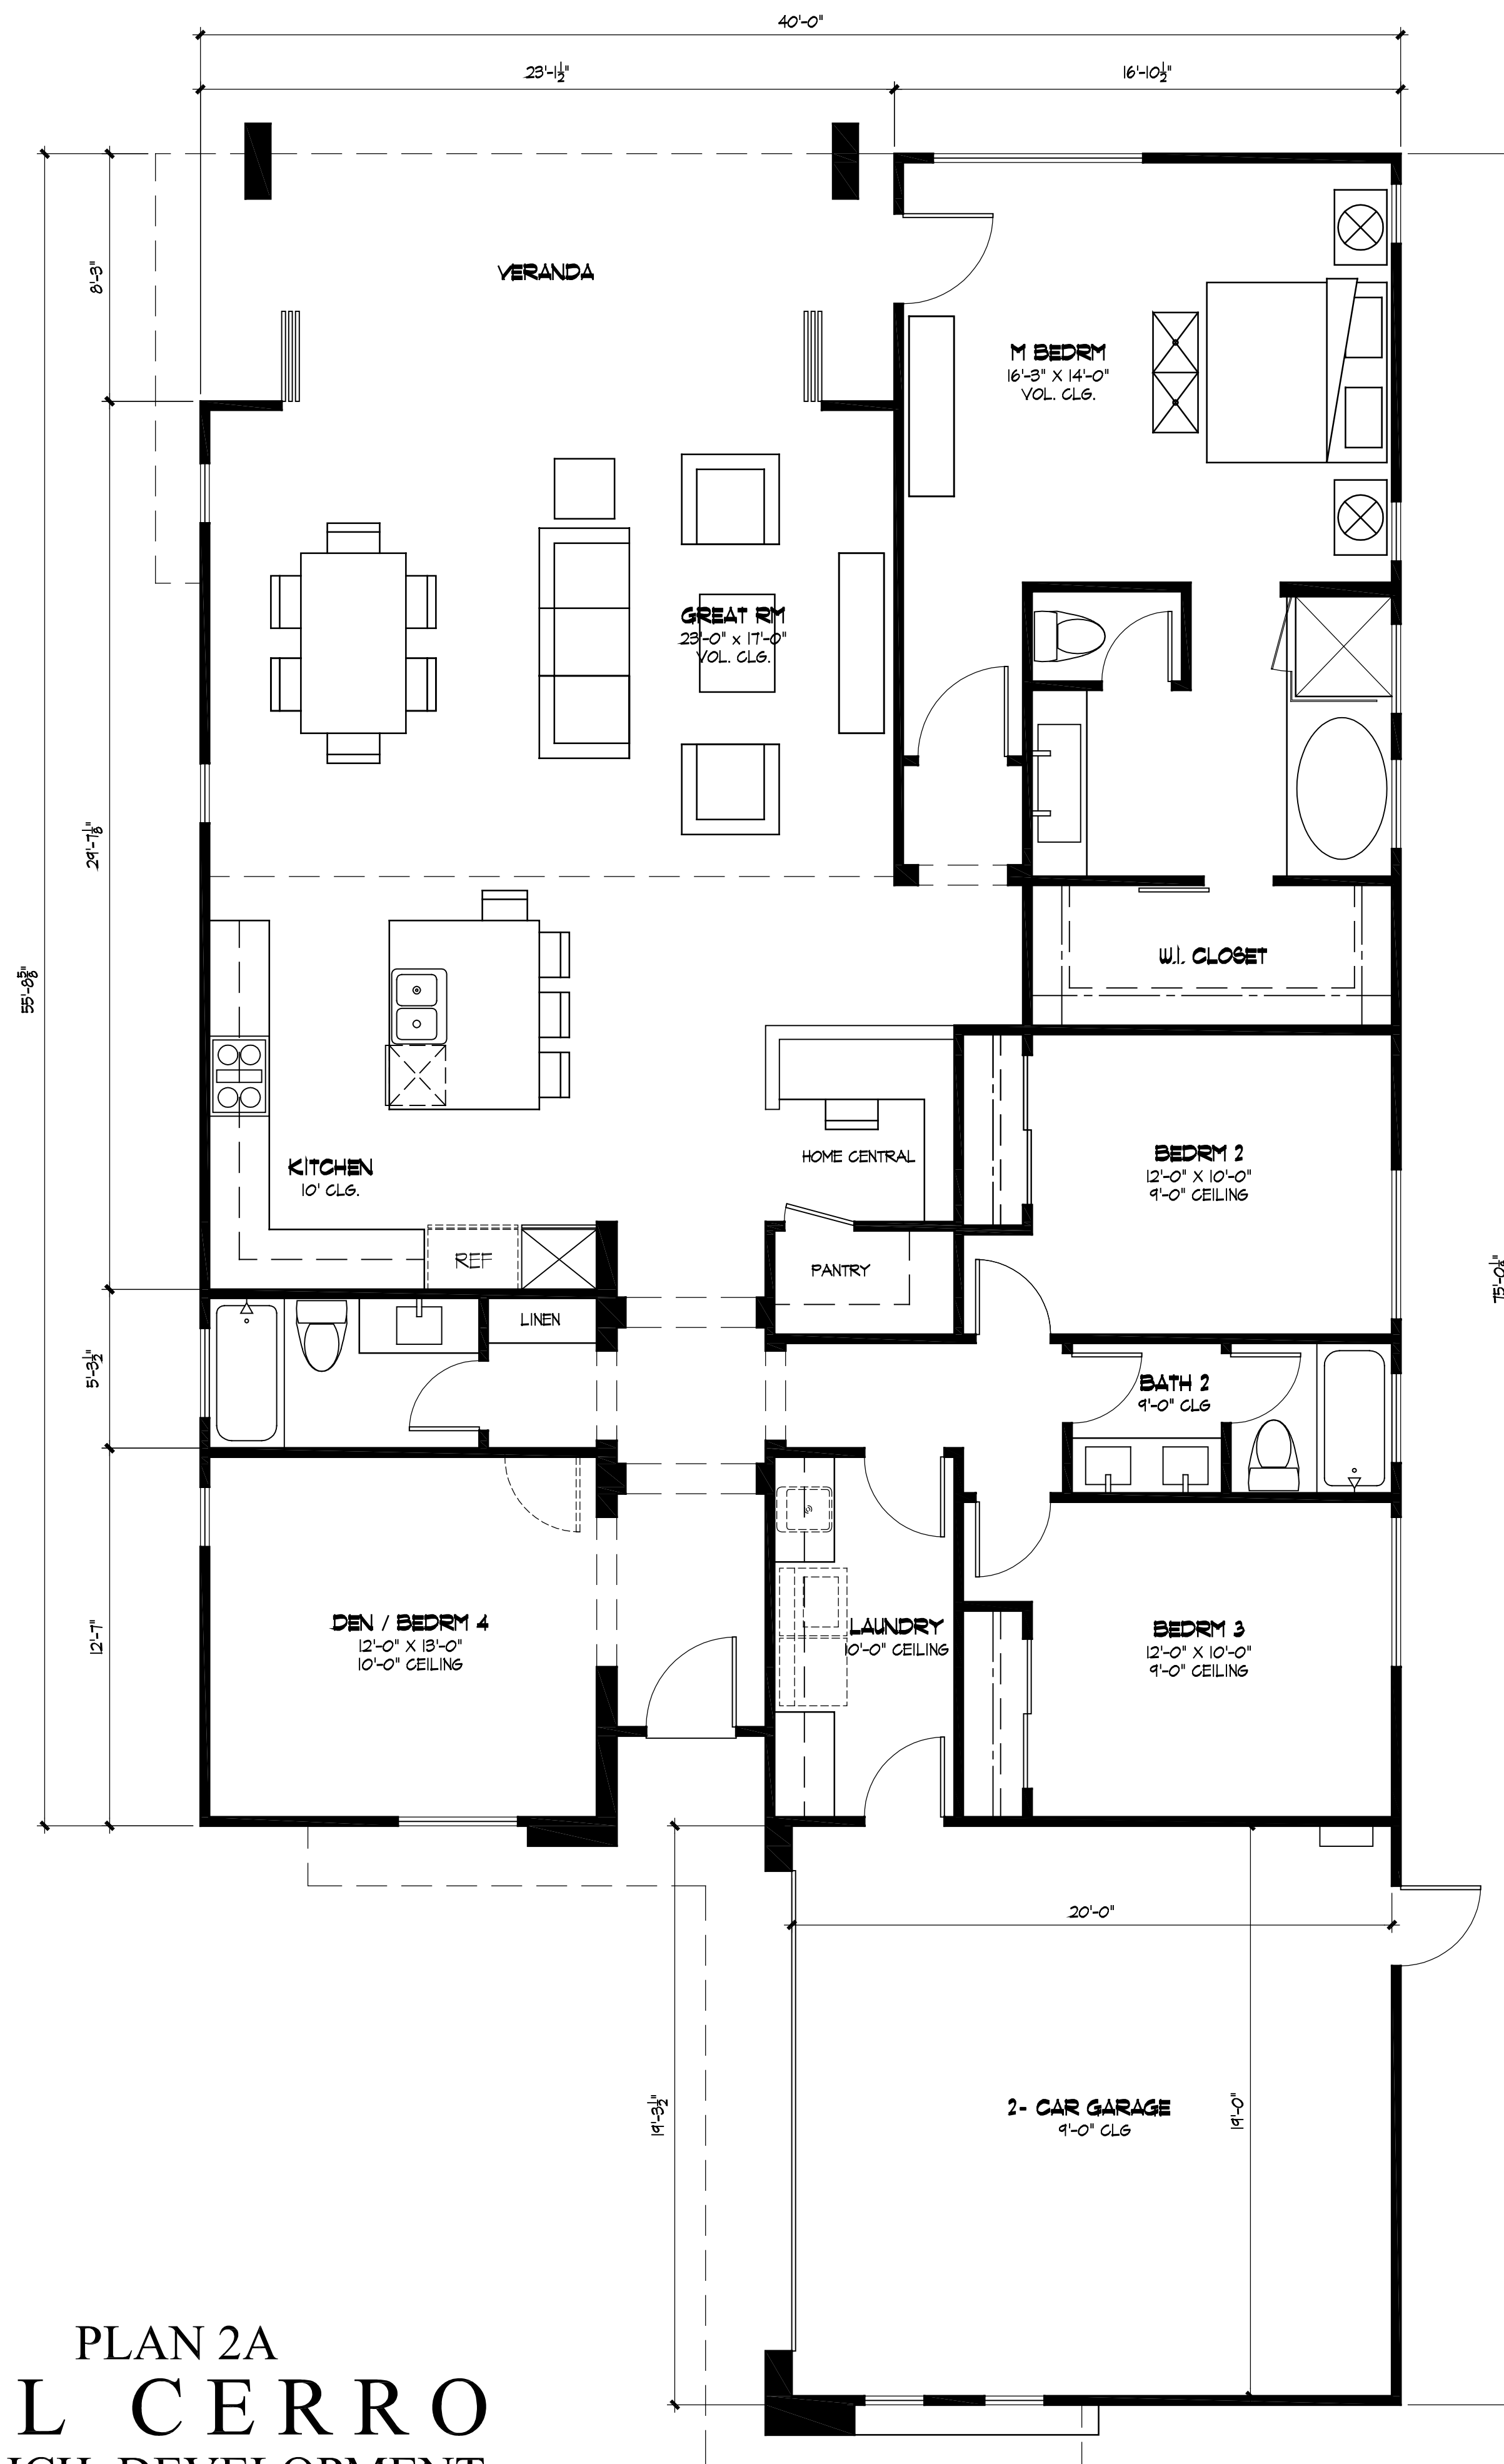 40'-0"
23'-1½"
16'-10½"
8'-3"
VERANDA
M BEDRM
16'-3" X 14'-0"
VOL. CLG.
GREAT RM
23'-0" x 17'-0"
VOL. CLG.
29'-7⅛"
W.I. CLOSET
55'-8⅝"
HOME CENTRAL
BEDRM 2
12'-0" X 10'-0"
9'-0" CEILING
KITCHEN
10' CLG.
REF
PANTRY
75'-0⅛"
LINEN
5'-3½"
BATH 2
9'-0" CLG
DEN / BEDRM 4
12'-0" X 13'-0"
10'-0" CEILING
12'-7"
LAUNDRY
10'-0" CEILING
BEDRM 3
12'-0" X 10'-0"
9'-0" CEILING
20'-0"
19'-3½"
2- CAR GARAGE
9'-0" CLG
19'-0"
PLAN 2A
L CERRO
DEVELOPMENT